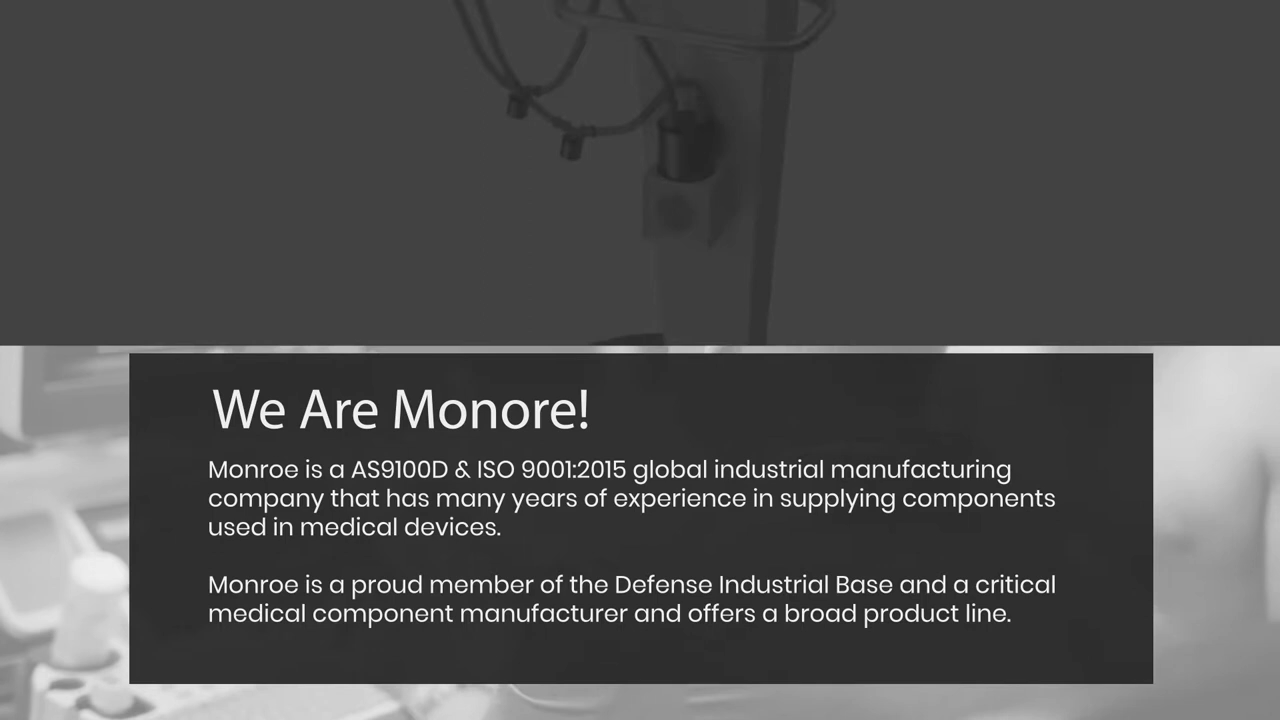 We Are Monore!
Monroe is a AS9100D & ISO 9001:2015 global industrial manufacturing
company that has many years of experience in supplying components
used in medical devices.
Monroe is a proud member of the Defense Industrial Base and a critical
medical component manufacturer and offers a broad product line.